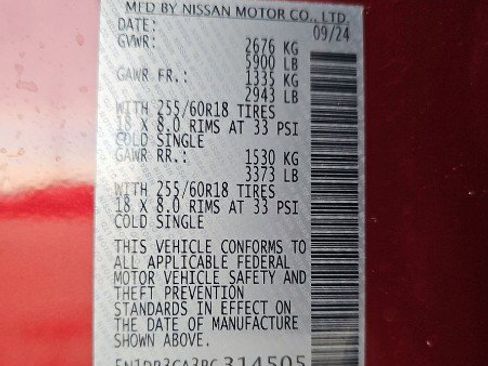 MFD BY NISSAN MOTOR CO., LTD.
DATE: 09/24
GVWR: 2676 KG
5900 LB
GAWR FR.: 1335 KG
2943 LB
WITH 255/60R18 TIRES
18 X 8.0 RIMS AT 33 PSI
COLD SINGLE
GAWR RR.: 1530 KG
3373 LB
WITH 255/60R18 TIRES
18 X 8.0 RIMS AT 33 PSI
COLD SINGLE
THIS VEHICLE CONFORMS TO
ALL APPLICABLE FEDERAL
MOTOR VEHICLE SAFETY AND
THEFT PREVENTION
STANDARDS IN EFFECT ON
THE DATE OF MANUFACTURE
SHOWN ABOVE.